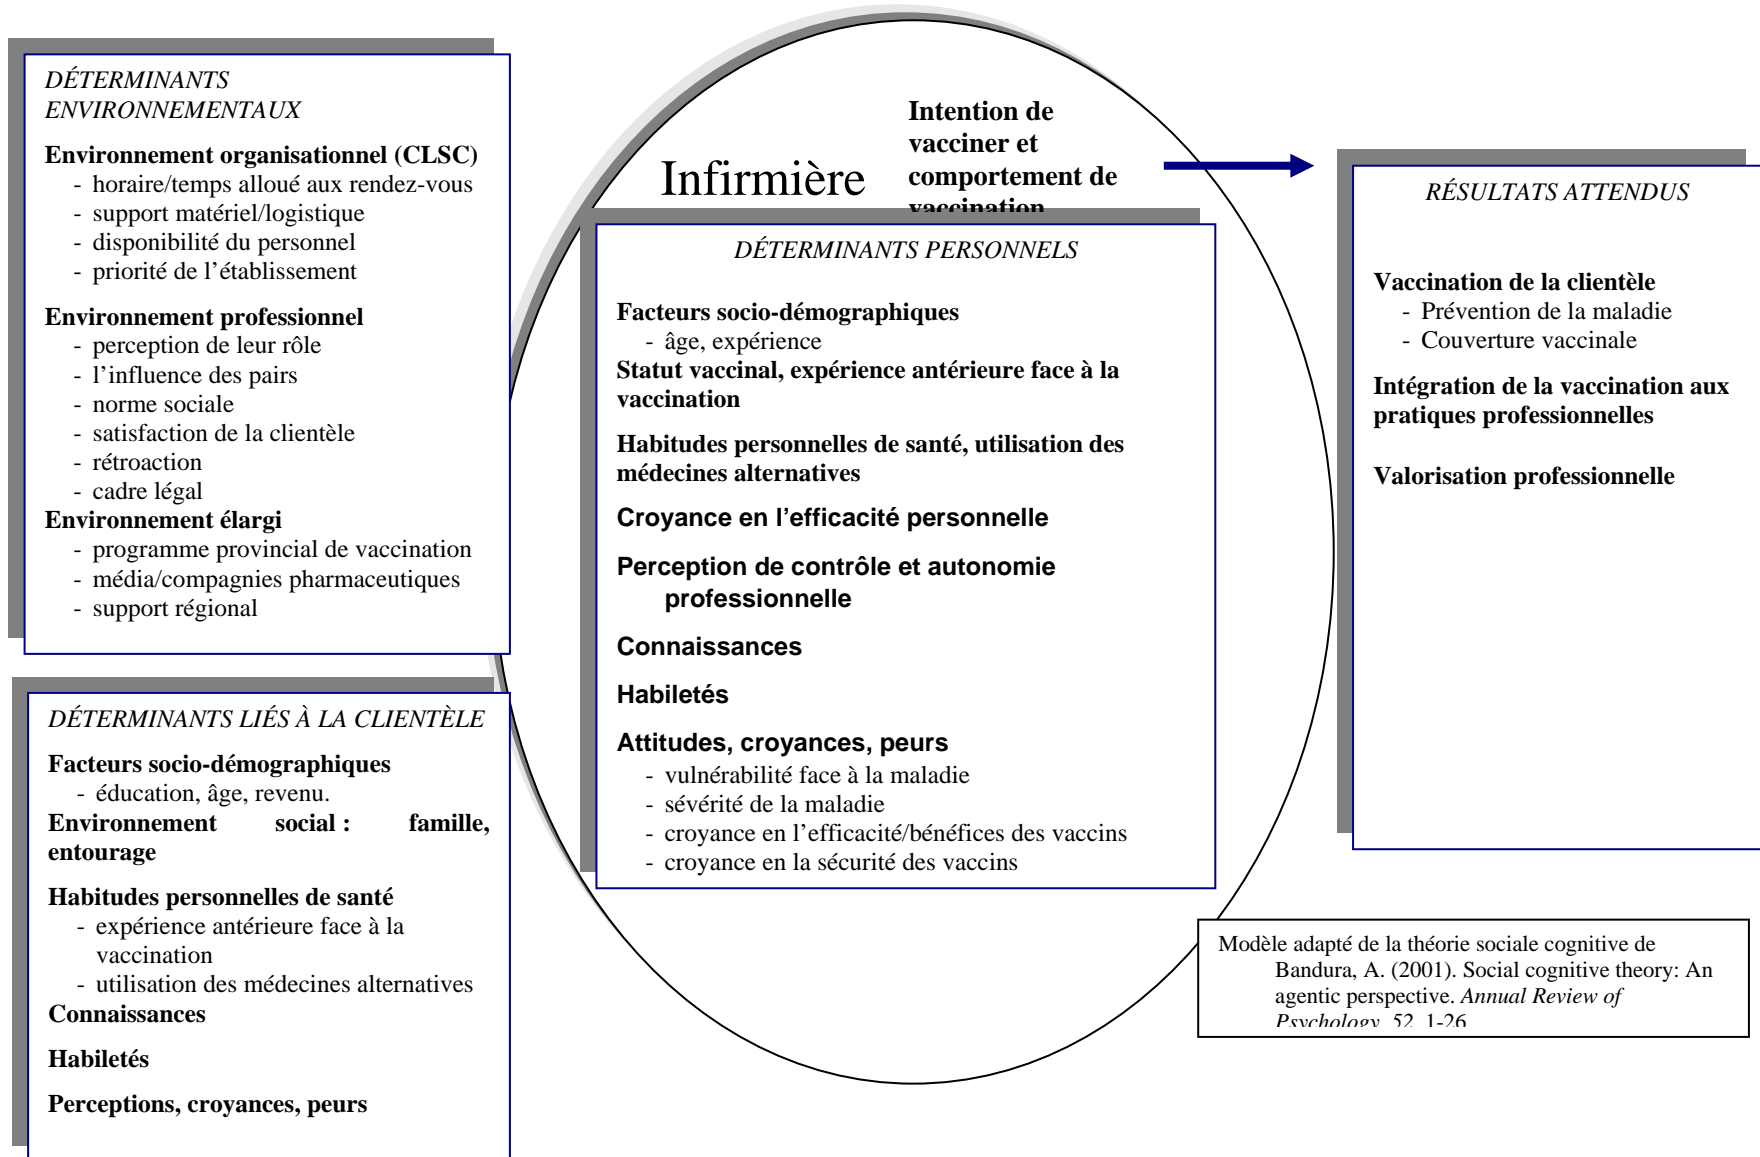 DÉTERMINANTS
ENVIRONNEMENTAUX
Environnement organisationnel (CLSC)
- horaire/temps alloué aux rendez-vous
- support matériel/logistique
- disponibilité du personnel
- priorité de l’établissement
Environnement professionnel
- perception de leur rôle
- l’influence des pairs
- norme sociale
- satisfaction de la clientèle
- rétroaction
- cadre légal
Environnement élargi
- programme provincial de vaccination
- média/compagnies pharmaceutiques
- support régional
DÉTERMINANTS LIÉS À LA CLIENTÈLE
Facteurs socio-démographiques
- éducation, âge, revenu.
Environnement social : famille,
entourage
Habitudes personnelles de santé
- expérience antérieure face à la
vaccination
- utilisation des médecines alternatives
Connaissances
Habiletés
Perceptions, croyances, peurs
Infirmière
Intention de
vacciner et
comportement de
vaccination
DÉTERMINANTS PERSONNELS
Facteurs socio-démographiques
- âge, expérience
Statut vaccinal, expérience antérieure face à la
vaccination
Habitudes personnelles de santé, utilisation des
médecines alternatives
Croyance en l’efficacité personnelle
Perception de contrôle et autonomie
professionnelle
Connaissances
Habiletés
Attitudes, croyances, peurs
- vulnérabilité face à la maladie
- sévérité de la maladie
- croyance en l’efficacité/bénéfices des vaccins
- croyance en la sécurité des vaccins
RÉSULTATS ATTENDUS
Vaccination de la clientèle
- Prévention de la maladie
- Couverture vaccinale
Intégration de la vaccination aux
pratiques professionnelles
Valorisation professionnelle
Modèle adapté de la théorie sociale cognitive de
Bandura, A. (2001). Social cognitive theory: An
agentic perspective. Annual Review of
Psychology, 52, 1-26